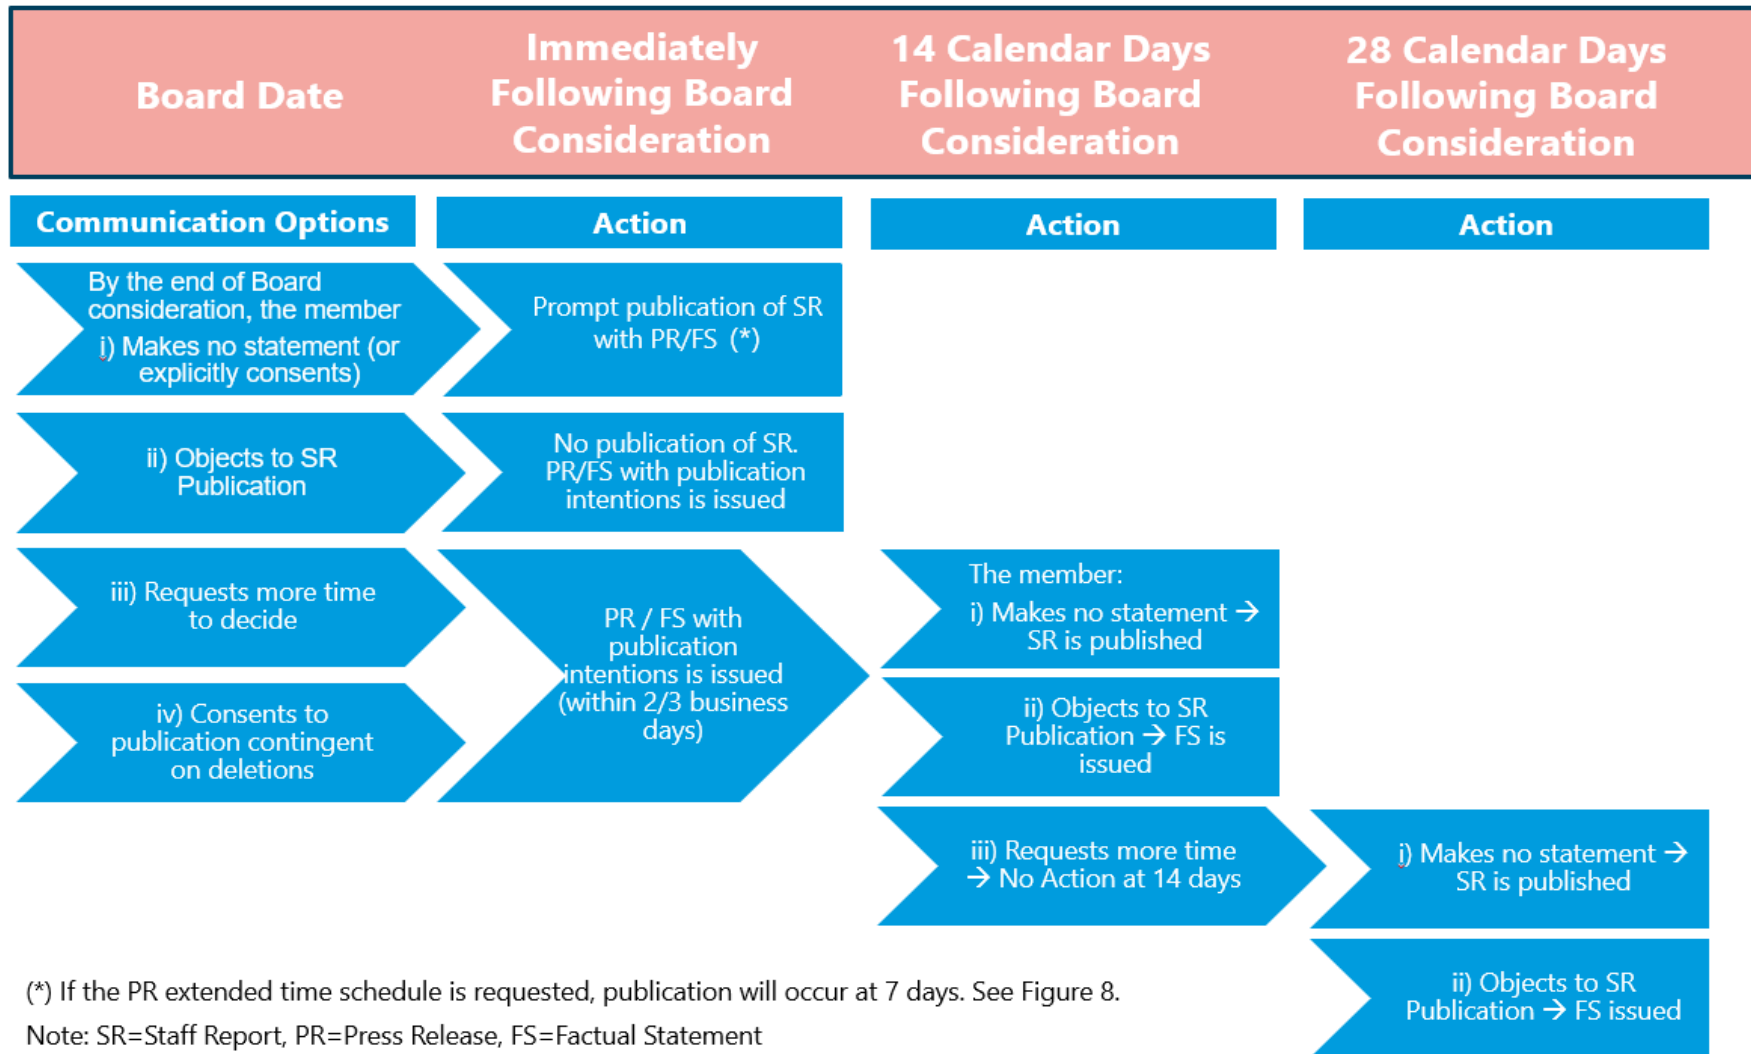 Board Date
Immediately
Following Board
Consideration
14 Calendar Days
Following Board
Consideration
28 Calendar Days
Following Board
Consideration
Communication Options
Action
Action
Action
By the end of Board
consideration, the member
i) Makes no statement (or
explicitly consents)
Prompt publication of SR
with PR/FS (*)
ii) Objects to SR
Publication
No publication of SR.
PR/FS with publication
intentions is issued
iii) Requests more time
to decide
iv) Consents to
publication contingent
on deletions
PR / FS with
publication
intentions is issued
(within 2/3 business
days)
The member:
i) Makes no statement →
SR is published
ii) Objects to SR
Publication → FS is
issued
iii) Requests more time
→ No Action at 14 days
i) Makes no statement →
SR is published
ii) Objects to SR
Publication → FS issued
(*) If the PR extended time schedule is requested, publication will occur at 7 days. See Figure 8.
Note: SR=Staff Report, PR=Press Release, FS=Factual Statement